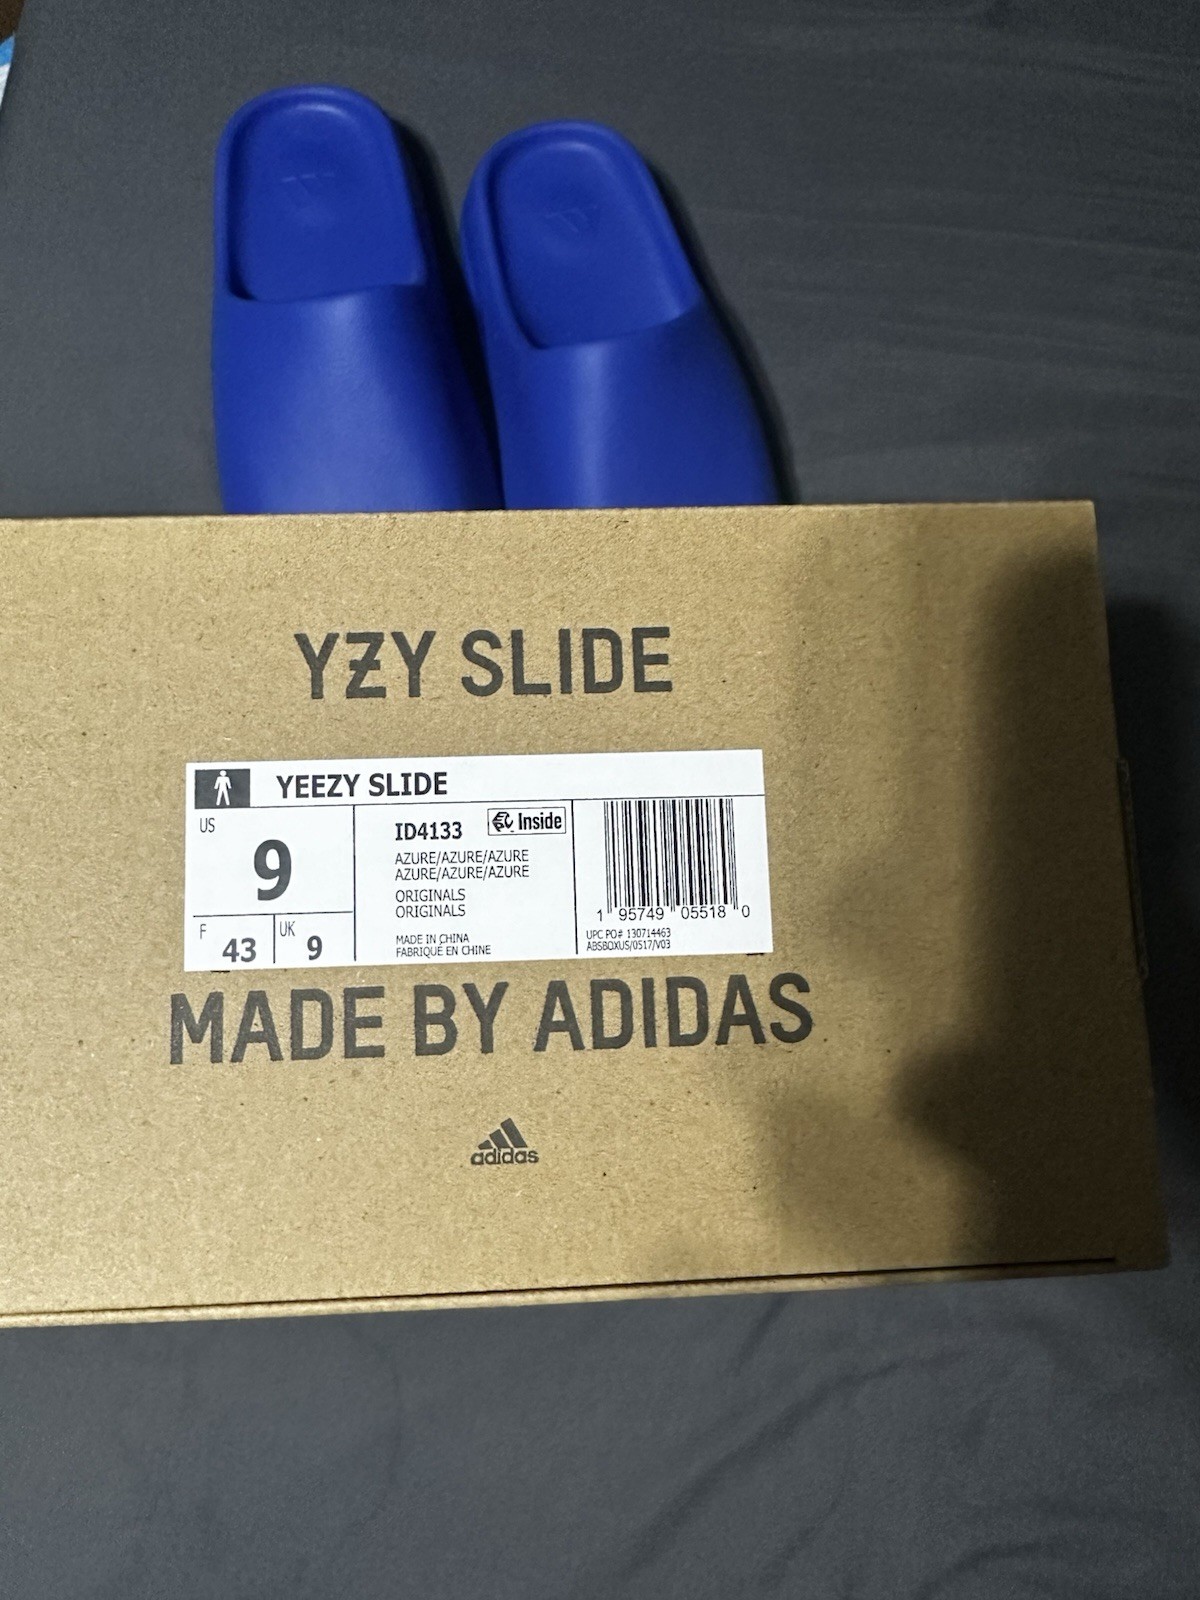 YZY SLIDE
YEEZY SLIDE
US
9
F
43
UK
9
ID4133
Inside
AZURE/AZURE/AZURE
AZURE/AZURE/AZURE
ORIGINALS
ORIGINALS
MADE IN CHINA
FABRIQUE EN CHINE
1 95749 05518 0
UPC PO# 130714463
ABSBOXUS/0517/V03
MADE BY ADIDAS
adidas